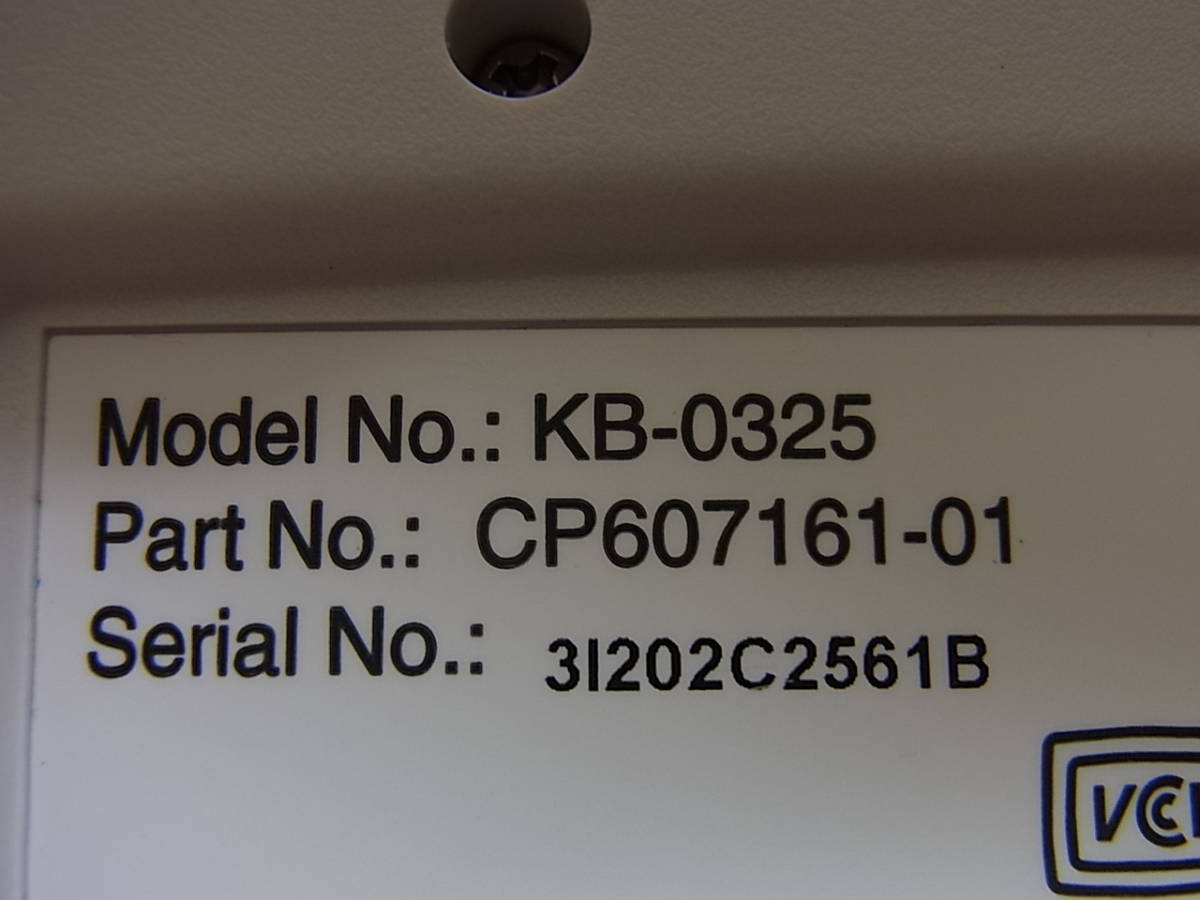 Model No.: KB-0325
Part No.: CP607161-01
Serial No.: 3I202C2561B